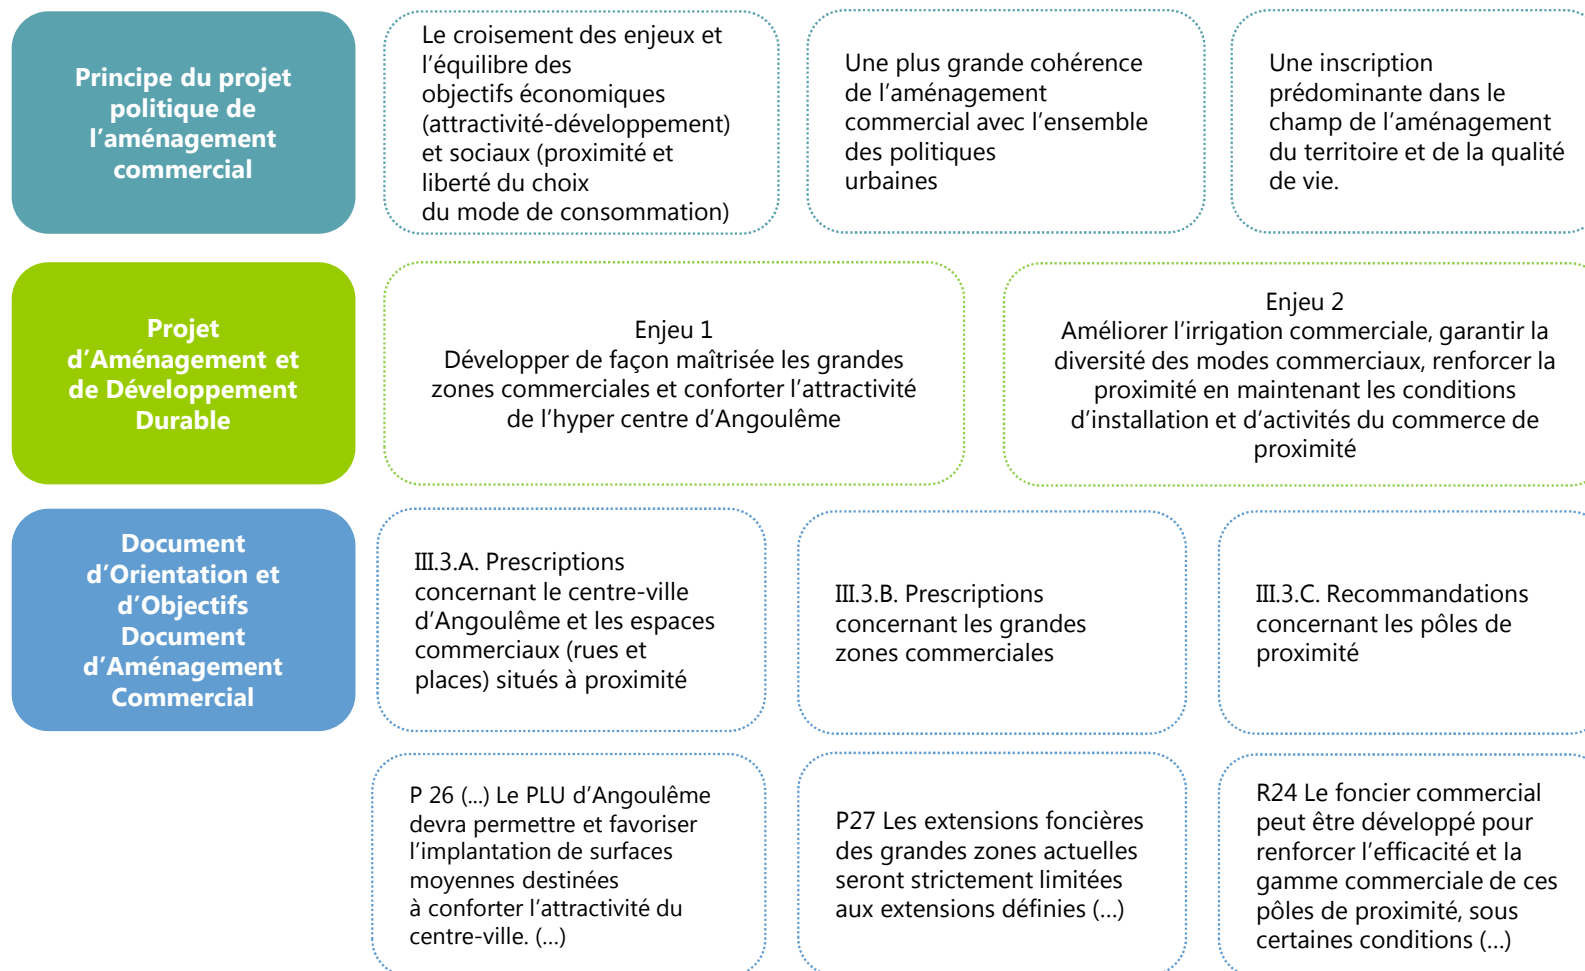 Principe du projet
politique de
l’aménagement
commercial
Le croisement des enjeux et
l’équilibre des
objectifs économiques
(attractivité-développement)
et sociaux (proximité et
liberté du choix
du mode de consommation)
Une plus grande cohérence
de l’aménagement
commercial avec l’ensemble
des politiques
urbaines
Une inscription
prédominante dans le
champ de l’aménagement
du territoire et de la qualité
de vie.
Projet
d’Aménagement et
de Développement
Durable
Enjeu 1
Développer de façon maîtrisée les grandes
zones commerciales et conforter l’attractivité
de l’hyper centre d’Angoulême
Enjeu 2
Améliorer l’irrigation commerciale, garantir la
diversité des modes commerciaux, renforcer la
proximité en maintenant les conditions
d’installation et d’activités du commerce de
proximité
Document
d’Orientation et
d’Objectifs
Document
d’Aménagement
Commercial
III.3.A. Prescriptions
concernant le centre-ville
d’Angoulême et les espaces
commerciaux (rues et
places) situés à proximité
III.3.B. Prescriptions
concernant les grandes
zones commerciales
III.3.C. Recommandations
concernant les pôles de
proximité
P 26 (…) Le PLU d’Angoulême
devra permettre et favoriser
l’implantation de surfaces
moyennes destinées
à conforter l’attractivité du
centre-ville. (…)
P27 Les extensions foncières
des grandes zones actuelles
seront strictement limitées
aux extensions définies (…)
R24 Le foncier commercial
peut être développé pour
renforcer l’efficacité et la
gamme commerciale de ces
pôles de proximité, sous
certaines conditions (…)